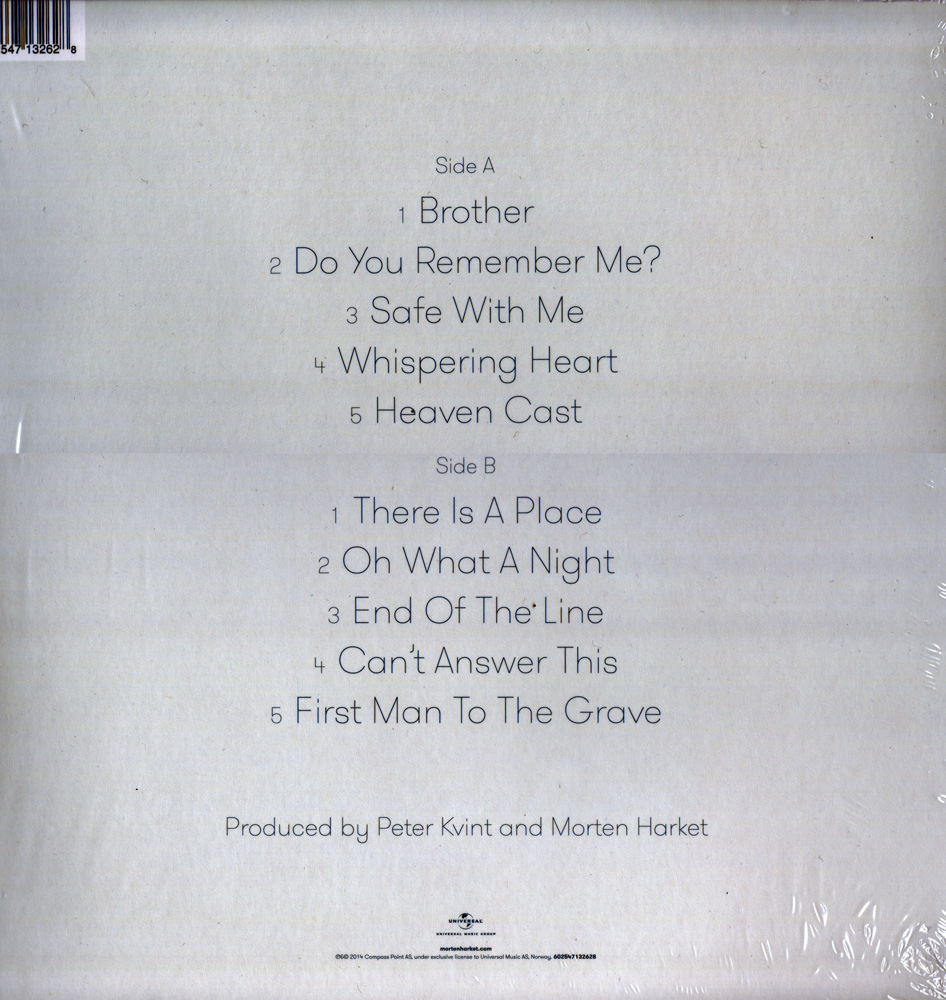 547 13262 8
Side A
1 Brother
2 Do You Remember Me?
3 Safe With Me
4 Whispering Heart
5 Heaven Cast
Side B
1 There Is A Place
2 Oh What A Night
3 End Of The Line
4 Can't Answer This
5 First Man To The Grave
Produced by Peter Kvint and Morten Harket
UNIVERSAL
UNIVERSAL MUSIC GROUP
mortenharket.com
℗© 2014 Compass Point AS, under exclusive license to Universal Music AS, Norway. 602547132628